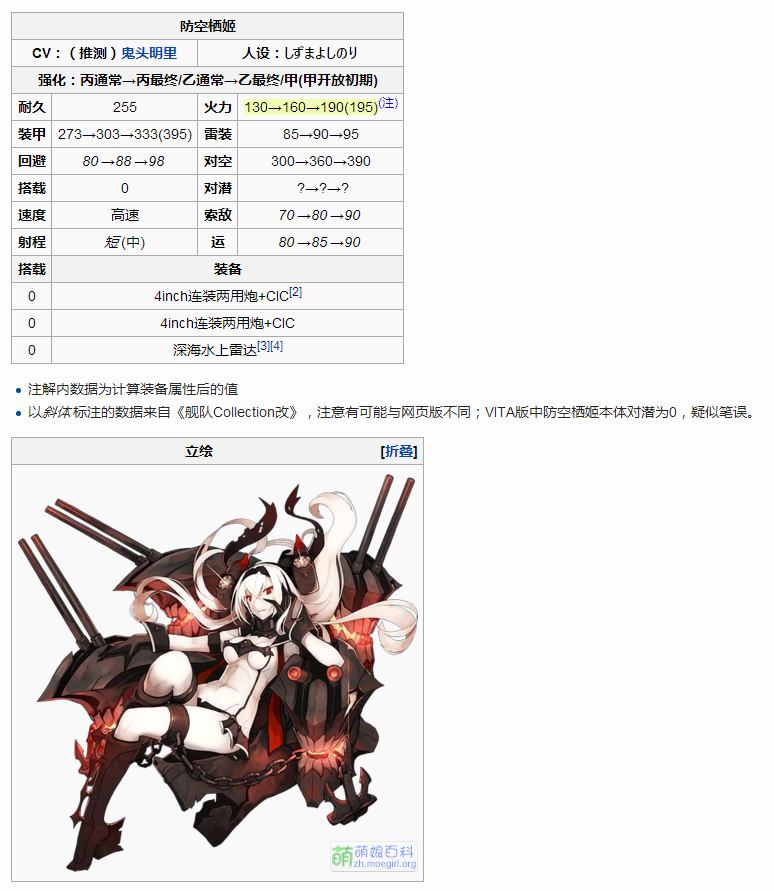 防空栖姬
CV：（推测）鬼头明里 人设：しずまよしのり
强化：丙通常→丙最终/乙通常→乙最终/甲(甲开放初期)
耐久 255 火力 130→160→190(195)(注)
装甲 273→303→333(395) 雷装 85→90→95
回避 80→88→98 对空 300→360→390
搭载 0 对潜 ?→?→?
速度 高速 索敌 70→80→90
射程 短(中) 运 80→85→90
搭载 装备
0 4inch连装两用炮+CIC[2]
0 4inch连装两用炮+CIC
0 深海水上雷达[3][4]
注解内数据为计算装备属性后的值
以斜体标注的数据来自《舰队Collection改》，注意有可能与网页版不同；VITA版中防空栖姬本体对潜为0，疑似笔误。
立绘 [折叠]
萌 萌娘百科
zh.moegirl.org